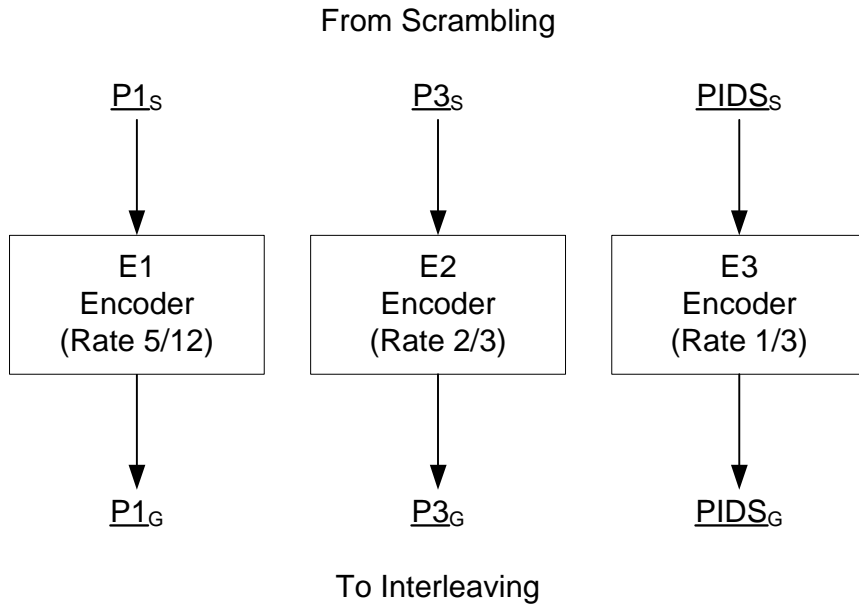 From Scrambling
P1S P3S PIDSS
E1 E2 E3
Encoder Encoder Encoder
(Rate 5/12) (Rate 2/3) (Rate 1/3)
P1G P3G PIDSG
To Interleaving